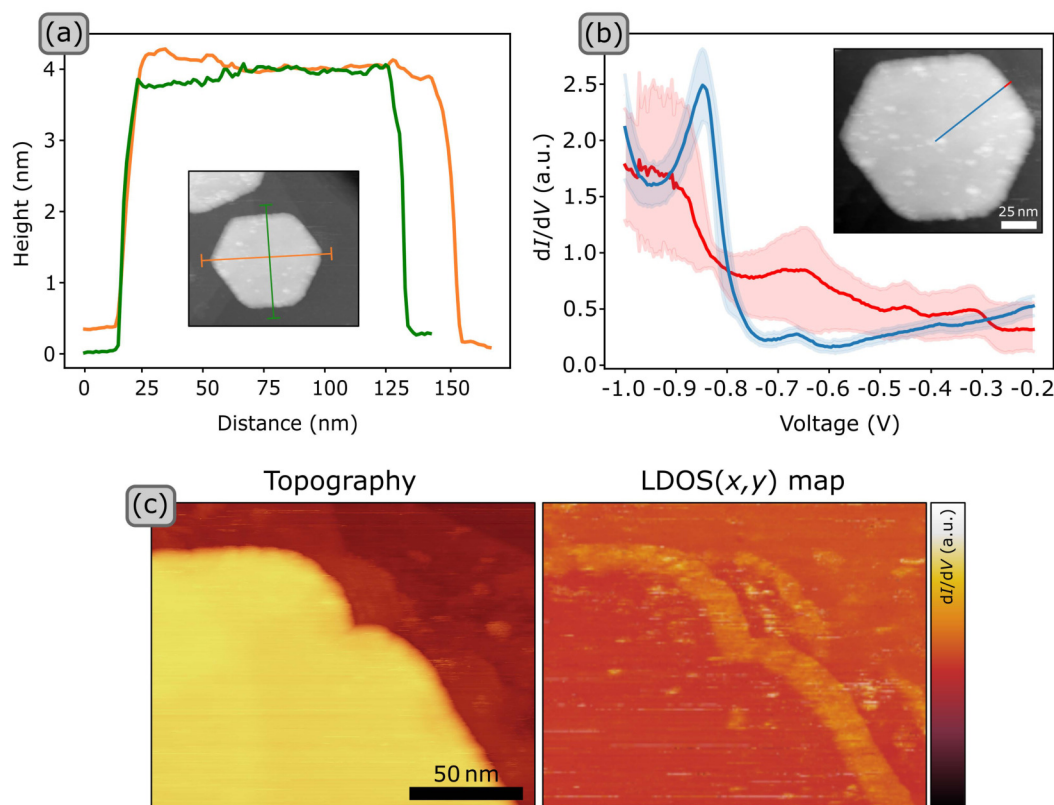 (a)
Height (nm)
4
3
2
1
0
0
25
50
75
100
125
150
Distance (nm)
(b)
dI/dV (a.u.)
2.5
2.0
1.5
1.0
0.5
0.0
25 nm
-1.0
-0.9
-0.8
-0.7
-0.6
-0.5
-0.4
-0.3
-0.2
Voltage (V)
(c)
Topography
LDOS(x,y) map
50 nm
dI/dV (a.u.)